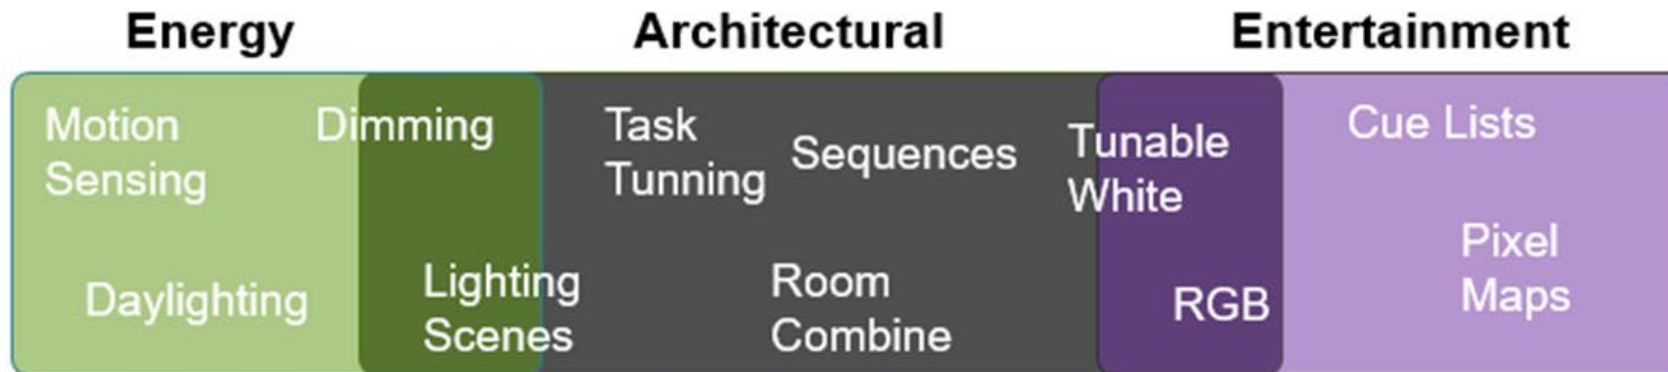 Energy
Architectural
Entertainment
Motion
Sensing
Dimming
Task
Tunning
Sequences
Tunable
White
Cue Lists
Daylighting
Lighting
Scenes
Room
Combine
RGB
Pixel
Maps